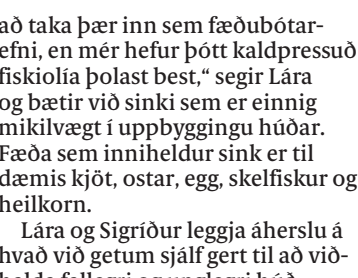 að taka þær inn sem fæðubótar-
efni, en mér hefur þótt kaldpressuð
fiskiolía þolast best,“ segir Lára
og bætir við sinki sem er einnig
mikilvægt í uppbyggingu húðar.
Fæða sem inniheldur sink er til
dæmis kjöt, ostar, egg, skelfiskur og
heilkorn.
Lára og Sigríður leggja áherslu á
hvað við getum sjálf gert til að við-